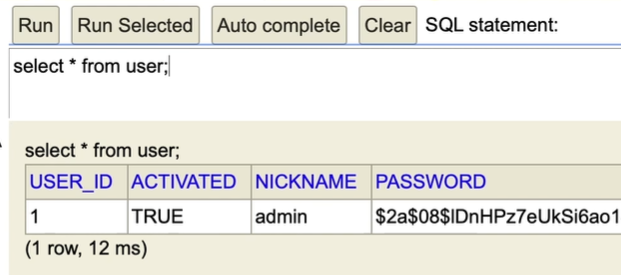 Run Run Selected Auto complete Clear SQL statement:
select * from user;
select * from user;
USER_ID ACTIVATED NICKNAME PASSWORD
1 TRUE admin $2a$08$lDnHPz7eUkSi6ao1
(1 row, 12 ms)